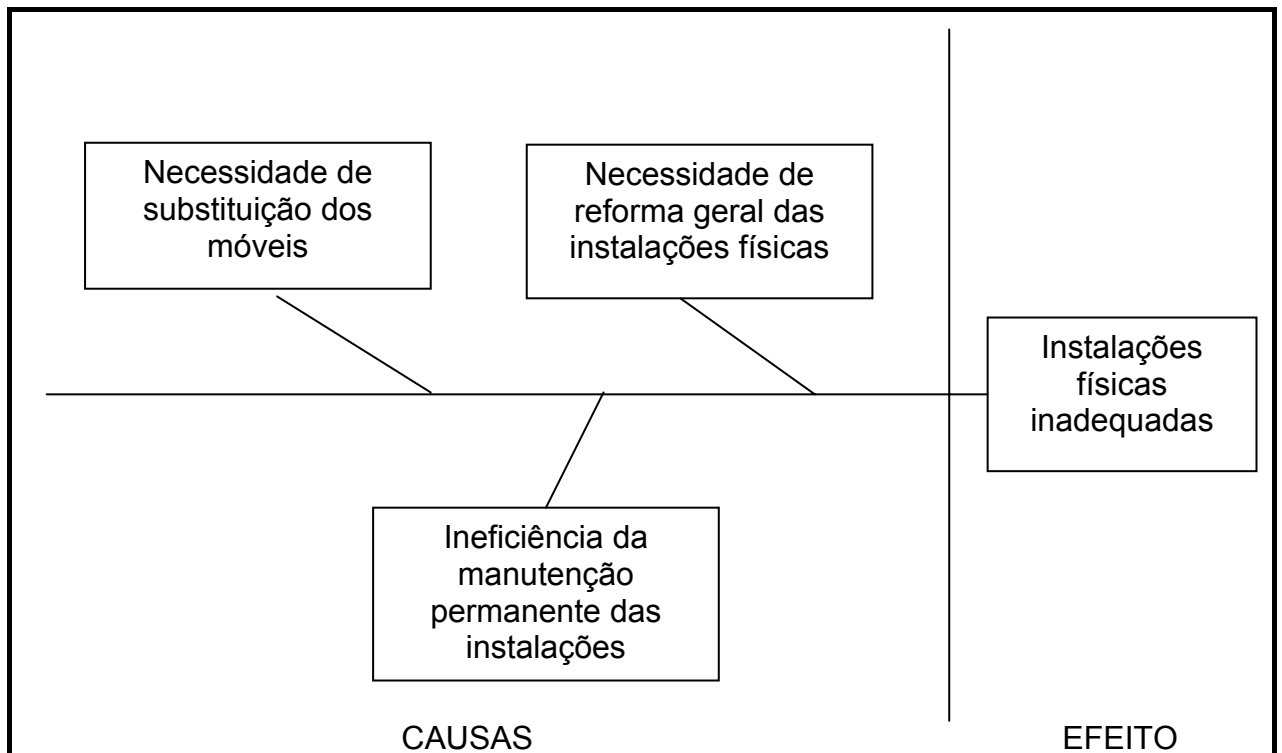 Necessidade de
substituição dos
móveis
Necessidade de
reforma geral das
instalações físicas
Instalações
físicas
inadequadas
Ineficiência da
manutenção
permanente das
instalações
CAUSAS
EFEITO